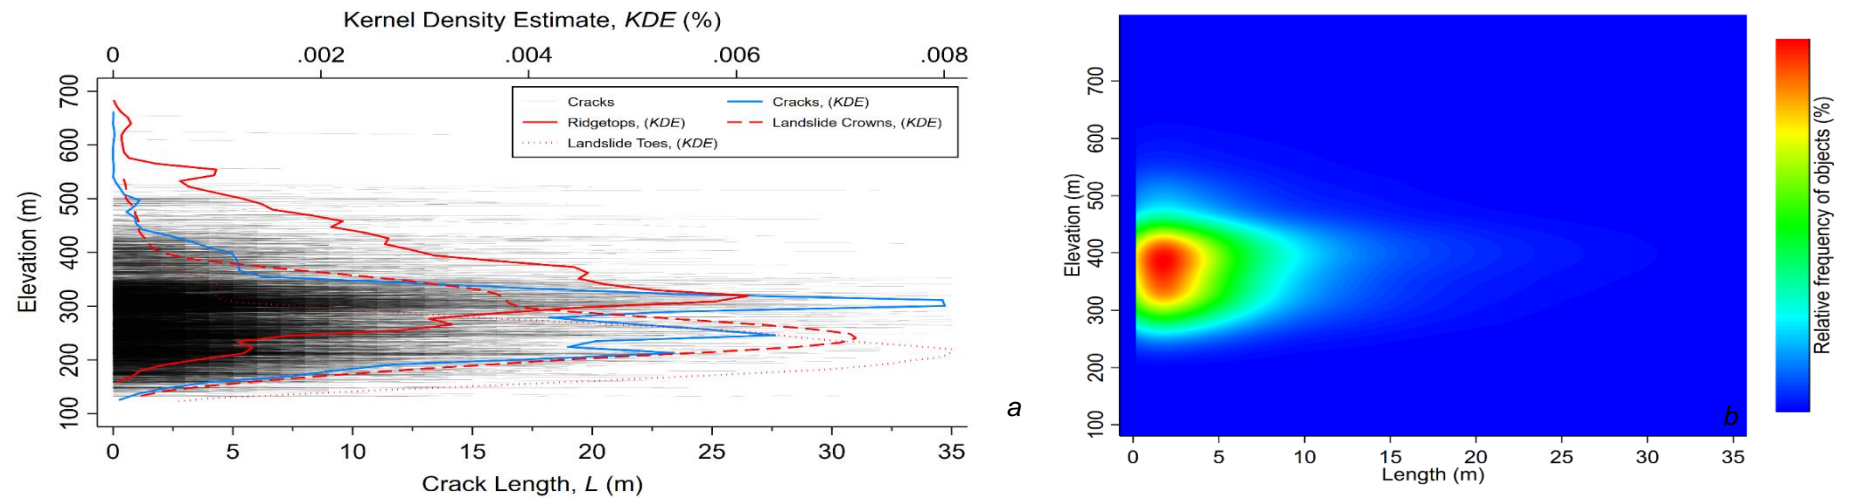 Kernel Density Estimate, KDE (%)
0 .002 .004 .006 .008
700
600
500
400
300
200
100
Elevation (m)
Cracks
Cracks, (KDE)
Ridgetops, (KDE)
Landslide Crowns, (KDE)
Landslide Toes, (KDE)
0 5 10 15 20 25 30 35
Crack Length, L (m)
a
700
600
500
400
300
200
100
Elevation (m)
0 5 10 15 20 25 30 35
Length (m)
b
Relative frequency of objects (%)